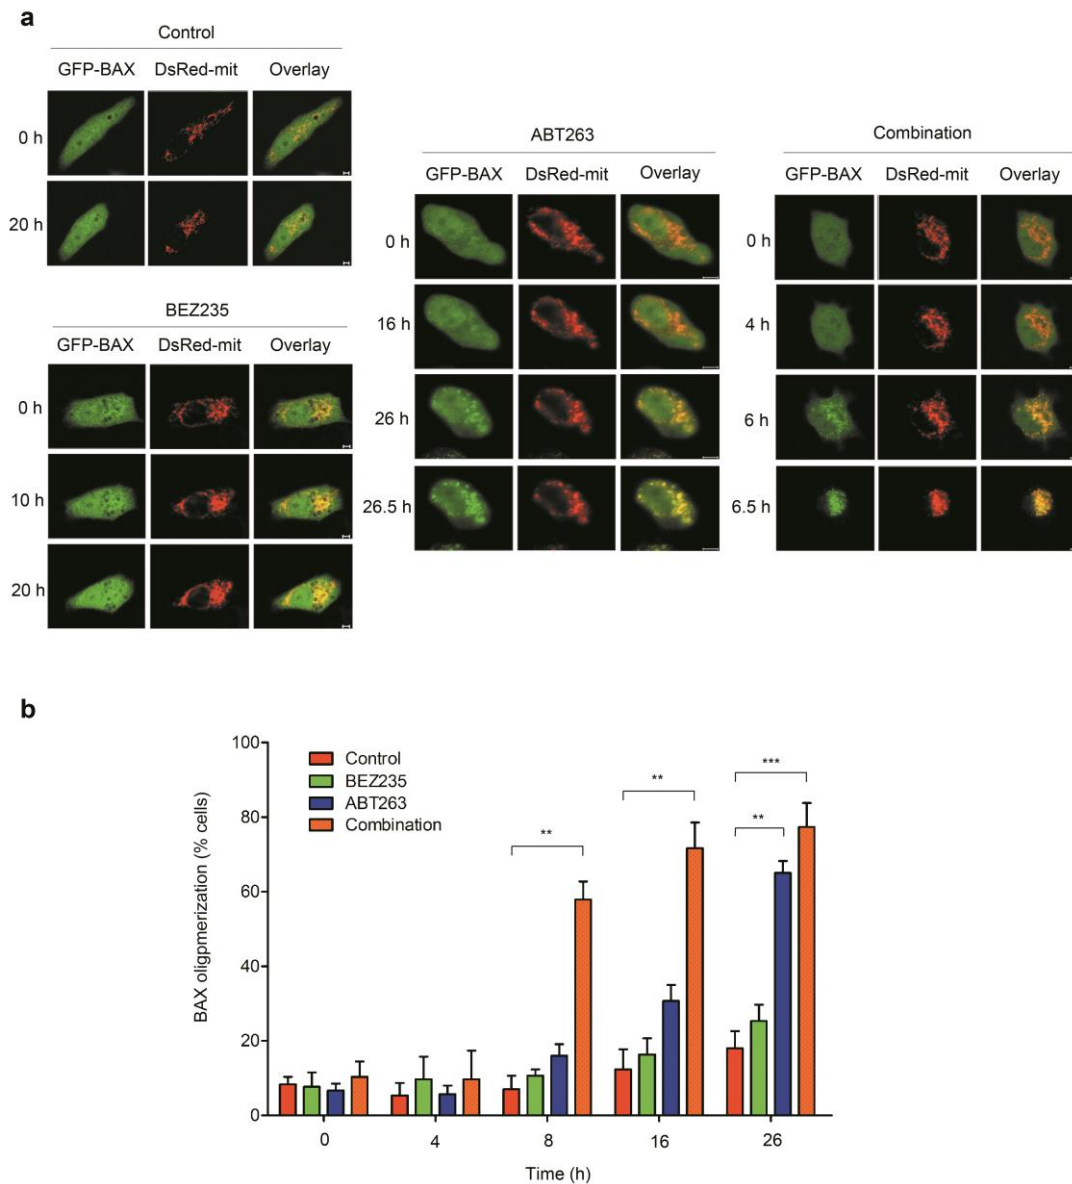 a
Control
GFP-BAX DsRed-mit Overlay
0 h
20 h
BEZ235
GFP-BAX DsRed-mit Overlay
0 h
10 h
20 h
ABT263
GFP-BAX DsRed-mit Overlay
0 h
16 h
26 h
26.5 h
Combination
GFP-BAX DsRed-mit Overlay
0 h
4 h
6 h
6.5 h
b
BAX oligpmerization (% cells)
100
80
60
40
20
0
Control
BEZ235
ABT263
Combination
**
**
***
**
0 4 8 16 26
Time (h)